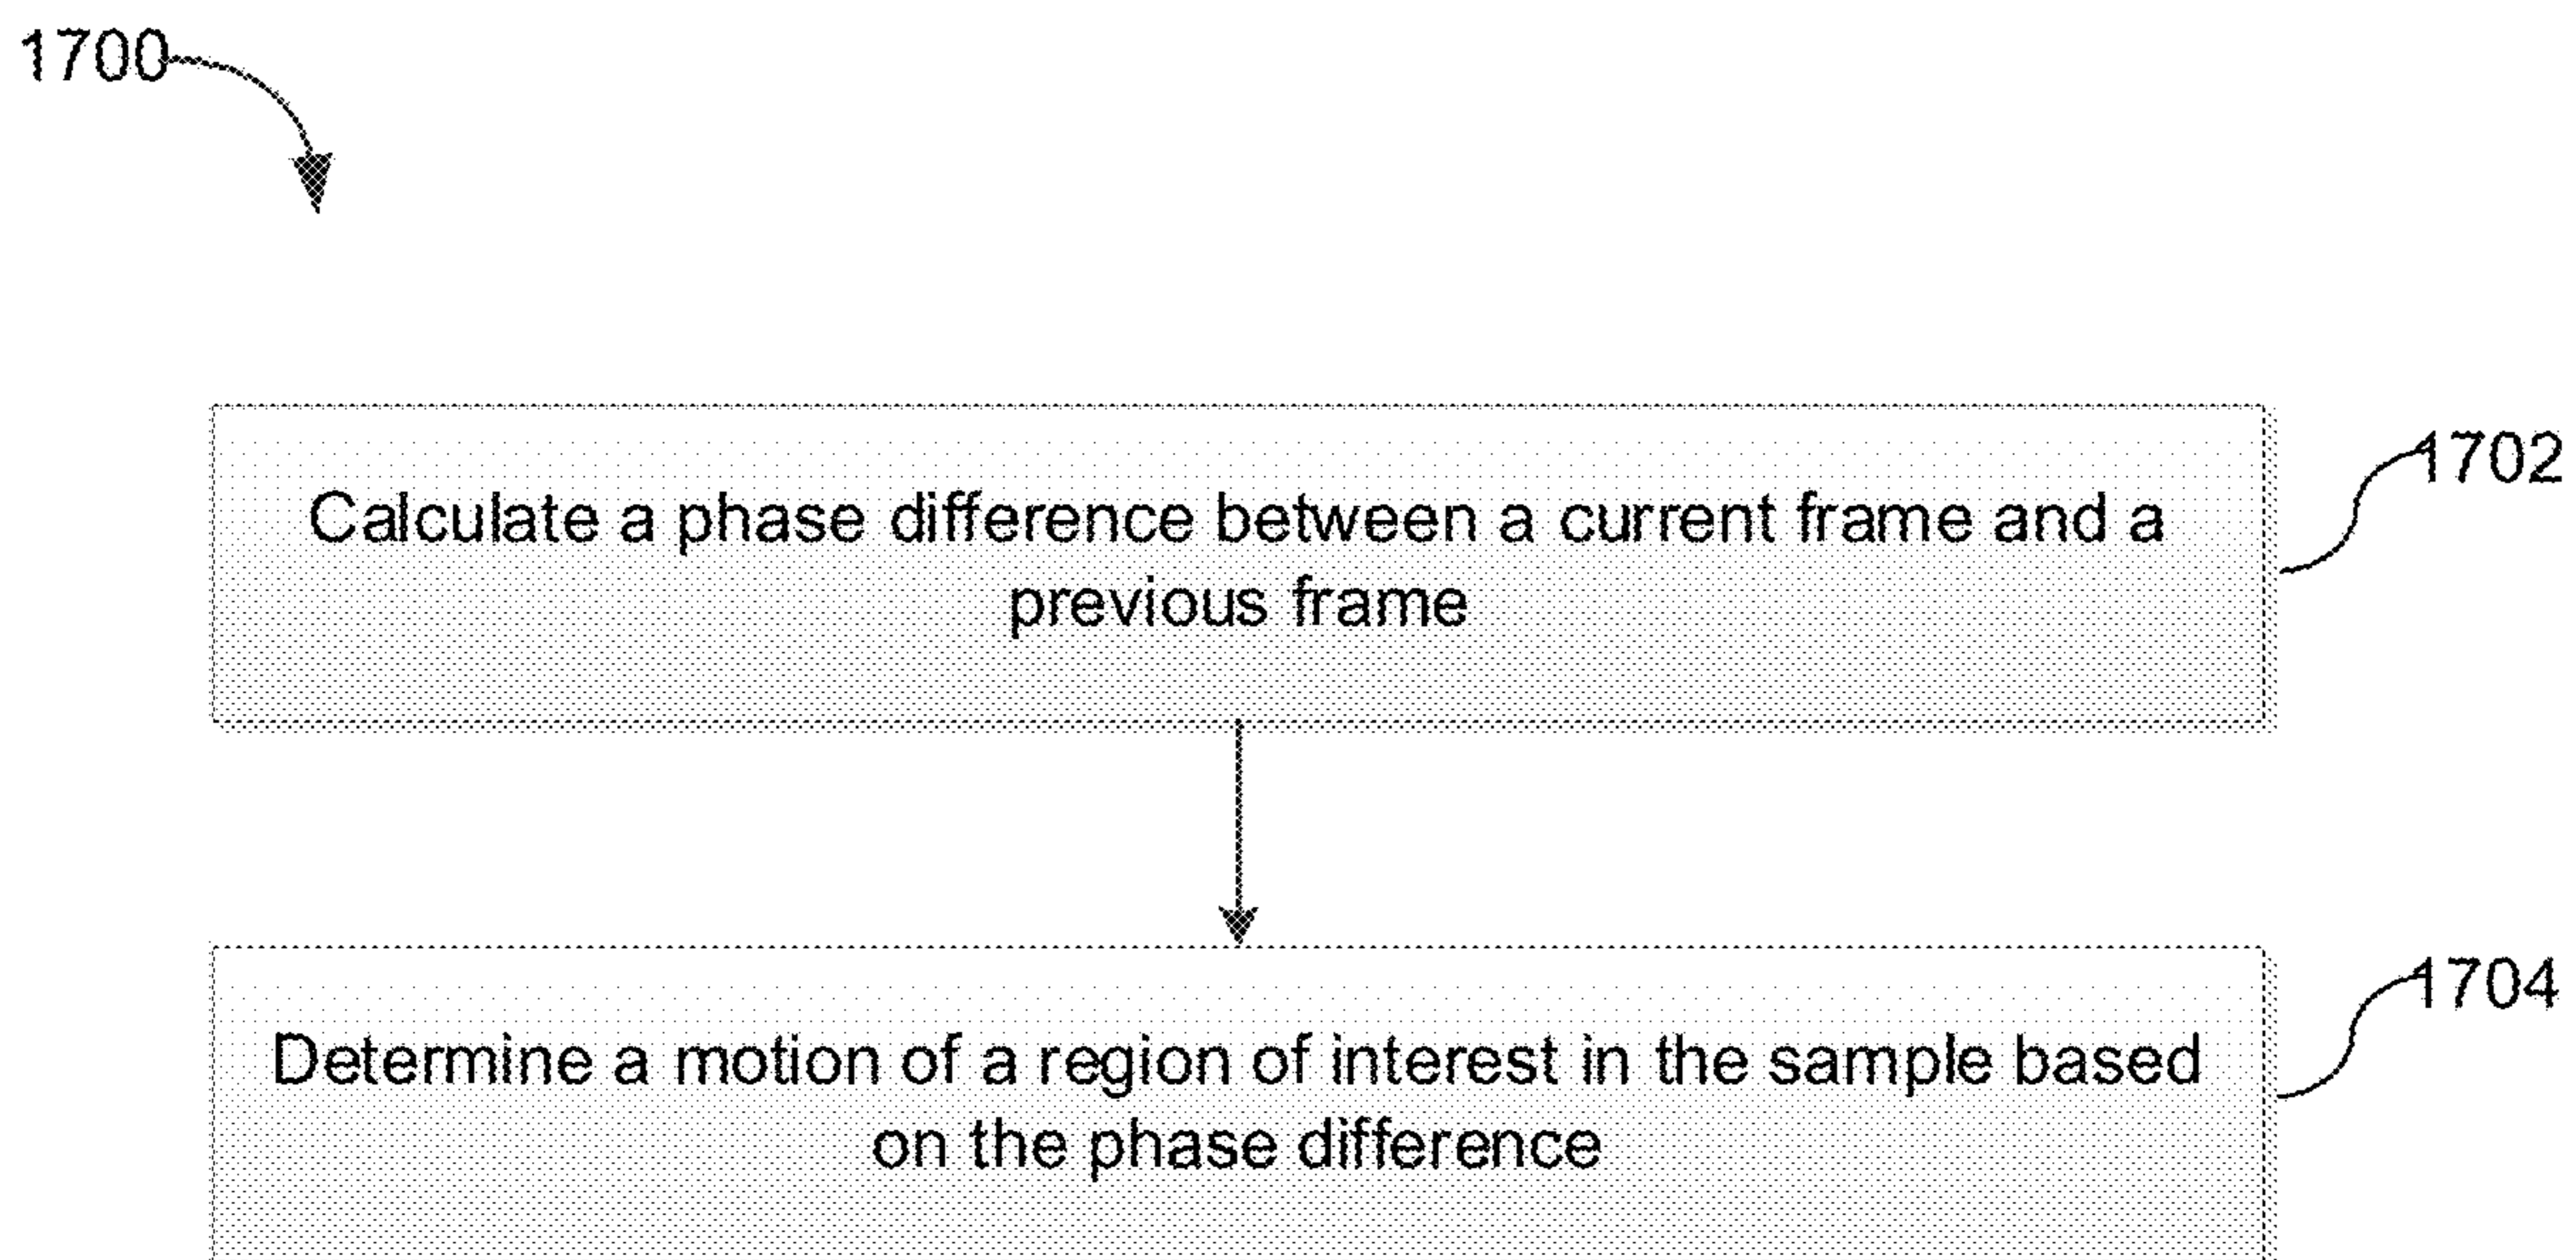 1700
1702
Calculate a phase difference between a current frame and a
previous frame
1704
Determine a motion of a region of interest in the sample based
on the phase difference